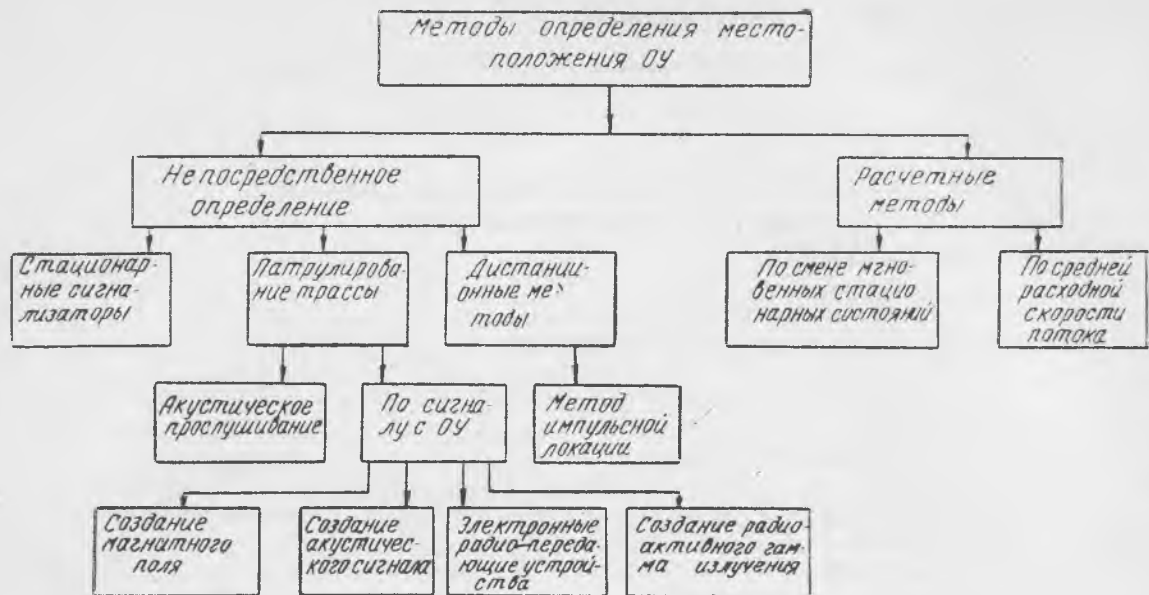 Методы определения место-
положения ОУ
Непосредственное
определение
Расчетные
методы
Стационар-
ные сигна-
лизаторы
Патрулирова-
ние трассы
Дистанци-
онные ме-
тоды
По смене мгно-
венных стацио
нарных состояний
По средней
расходной
скорости
потока
Акустическое
прослушивание
По сигна-
лу с ОУ
Метод
импульсной
локации
Создание
магнитного
поля
Создание
акустичес-
кого сигнала
Электронные
радио-переда-
ющие устрой-
ства
Создание радио-
активного гам-
ма излучения